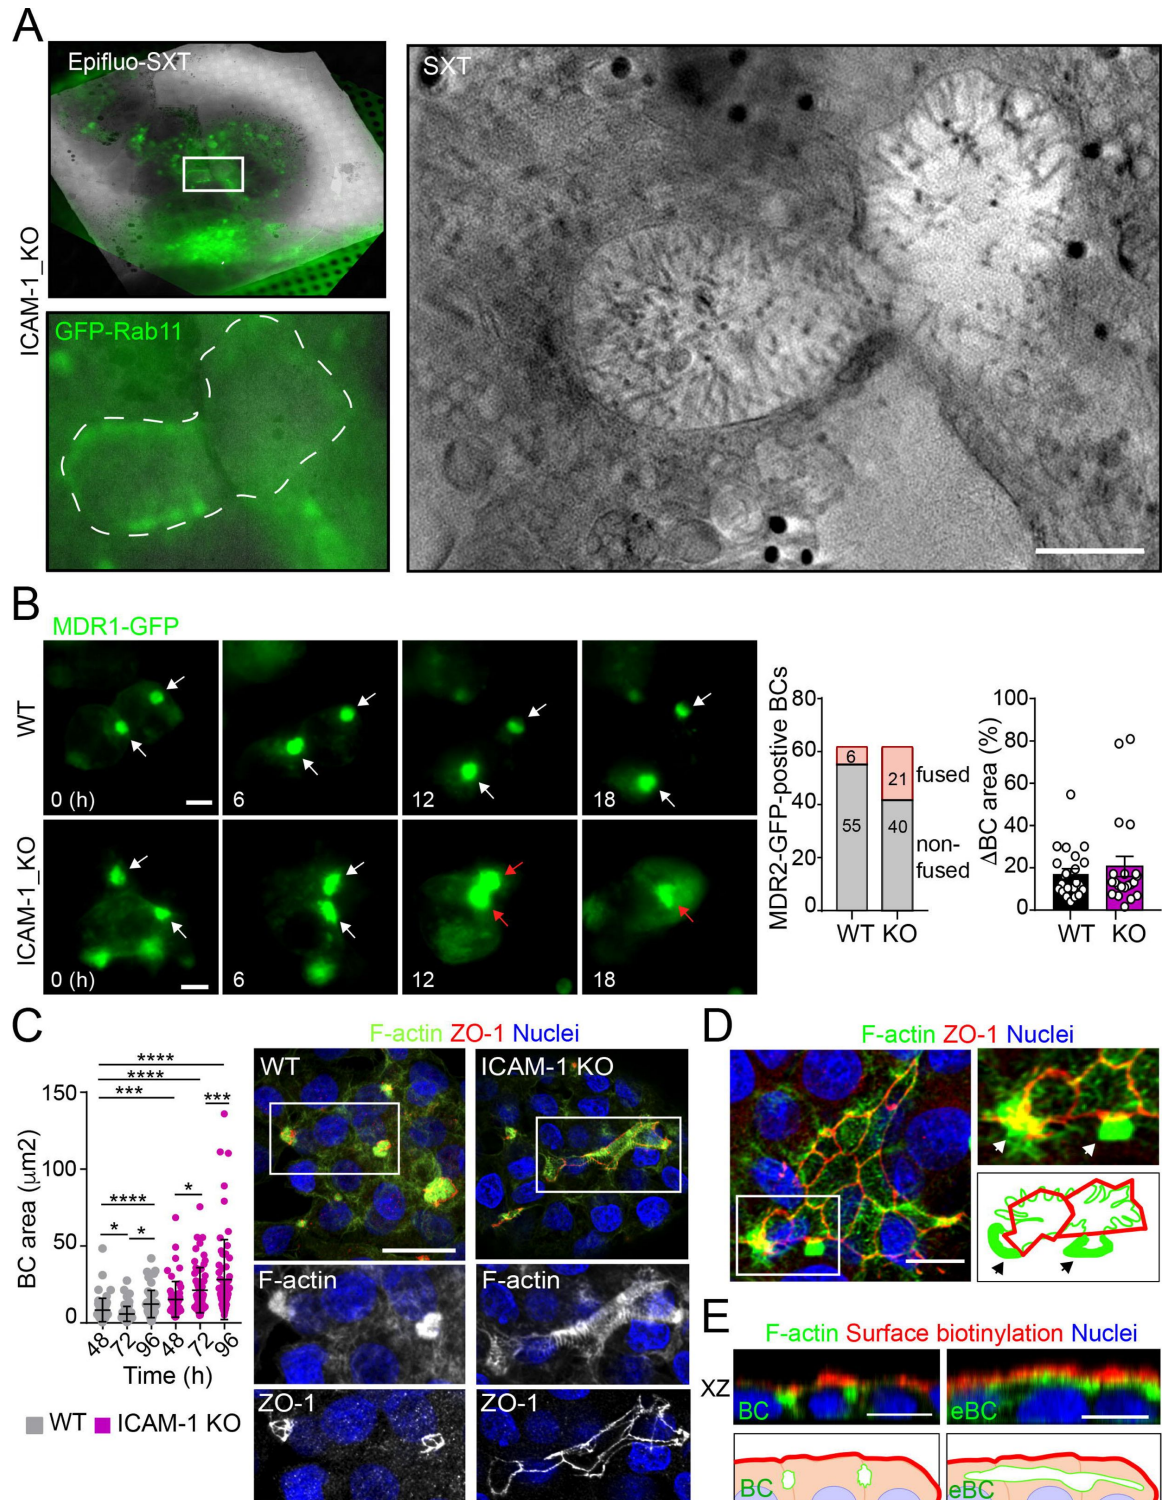 A
Epifluo-SXT
SXT
ICAM-1_KO
GFP-Rab11
B
MDR1-GFP
WT
0 (h)
6
12
18
ICAM-1_KO
0 (h)
6
12
18
MDR2-GFP-postive BCs
80
60
40
20
0
6
21
55
40
fused
non-
fused
WT KO
ΔBC area (%)
100
80
60
40
20
0
WT KO
C
BC area (μm2)
150
100
50
0
****
****
***
***
****
*
*
*
48 72 96 48 72 96
Time (h)
WT ICAM-1 KO
F-actin ZO-1 Nuclei
WT
ICAM-1 KO
F-actin
F-actin
ZO-1
ZO-1
D
F-actin ZO-1 Nuclei
E
F-actin Surface biotinylation Nuclei
XZ
BC
eBC
BC
eBC